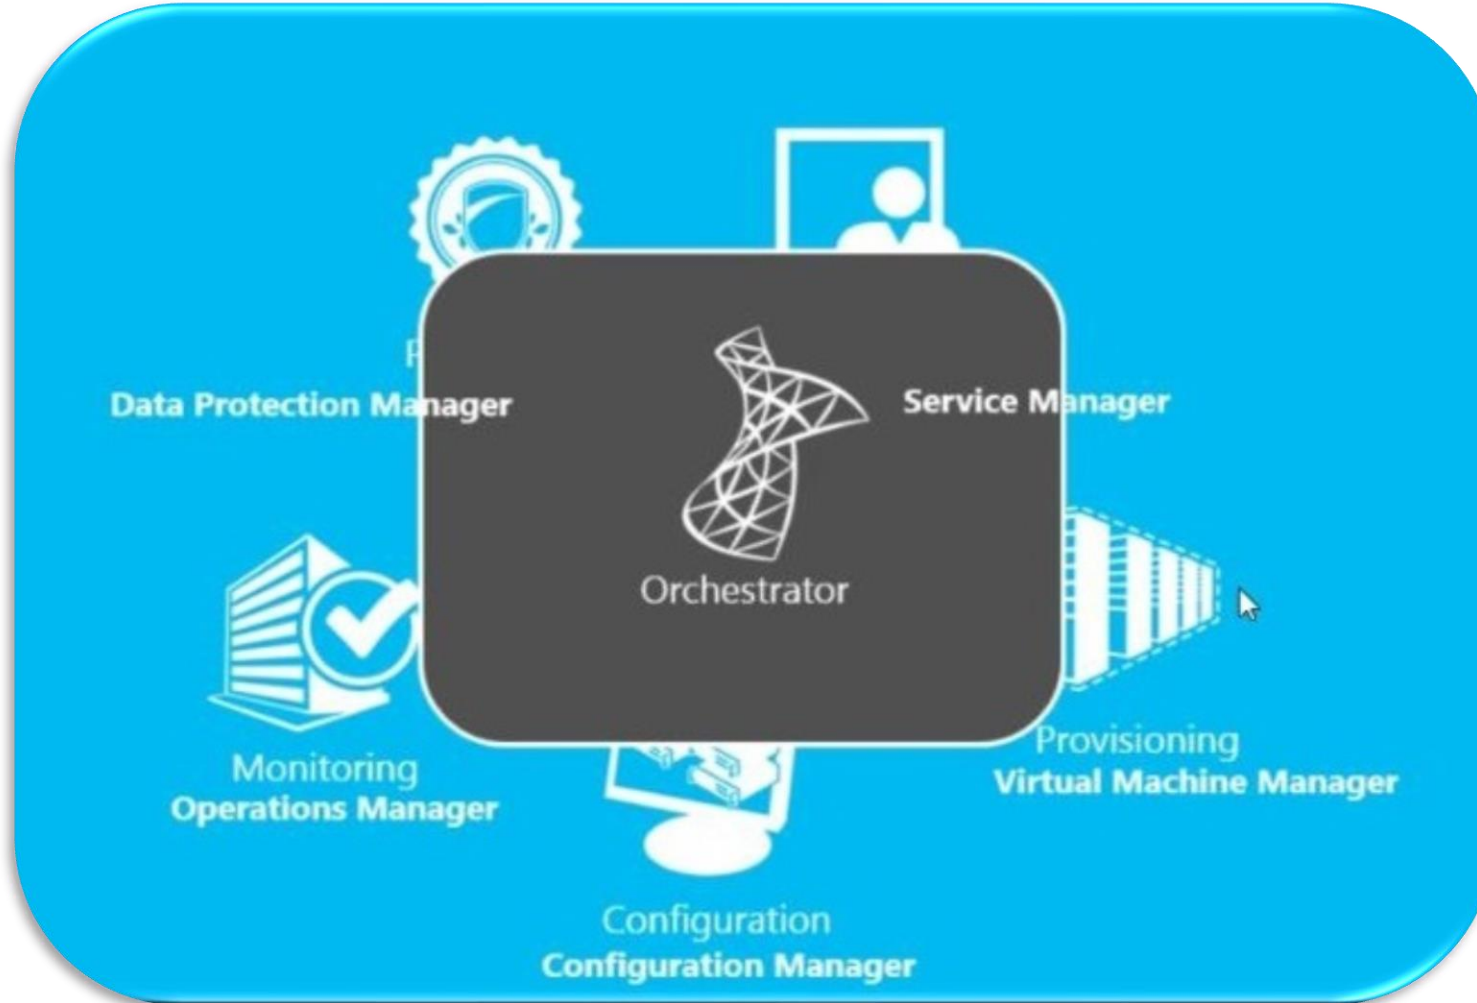 Data Protection Manager
Service Manager
Orchestrator
Monitoring
Operations Manager
Provisioning
Virtual Machine Manager
Configuration
Configuration Manager